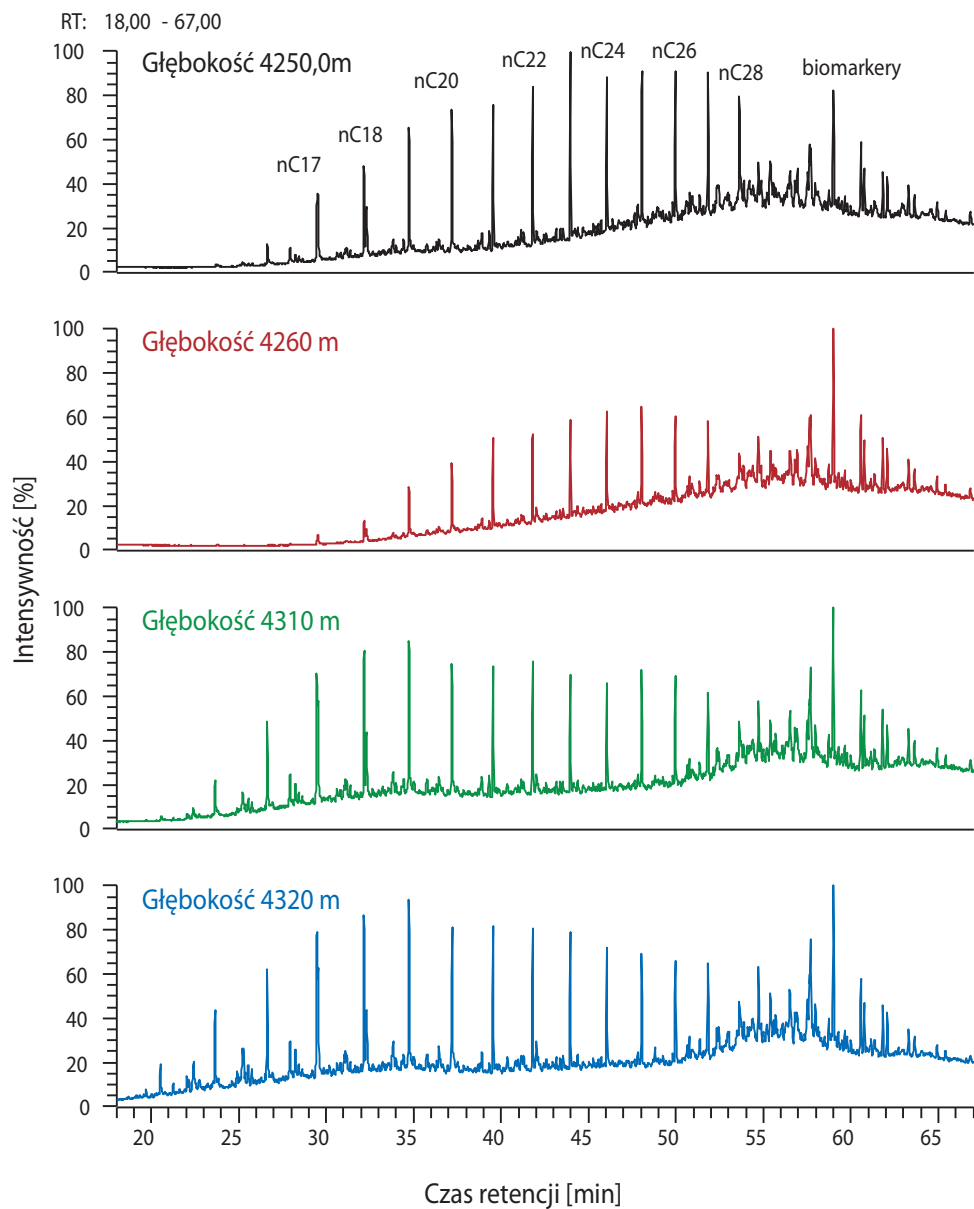 RT: 18,00 - 67,00
Głębokość 4250,0m
nC17
nC18
nC20
nC22
nC24
nC26
nC28
biomarkery
100
80
60
40
20
0
Głębokość 4260 m
100
80
60
40
20
0
Głębokość 4310 m
100
80
60
40
20
0
Głębokość 4320 m
100
80
60
40
20
0
Intensywność [%]
20 25 30 35 40 45 50 55 60 65
Czas retencji [min]